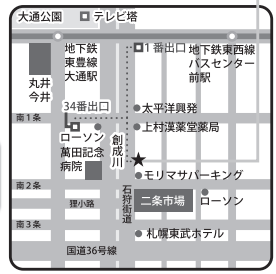 大通公園
テレビ塔
1番出口
地下鉄
東豊線
大通駅
地下鉄東西線
バスセンター
前駅
丸井
今井
34番出口
太平洋興発
南1条
上村漢薬堂薬局
ローソン
創成川
萬田記念
病院
モリマサパーキング
南2条
石狩街道
二条市場
ローソン
狸小路
南3条
札幌東武ホテル
国道36号線